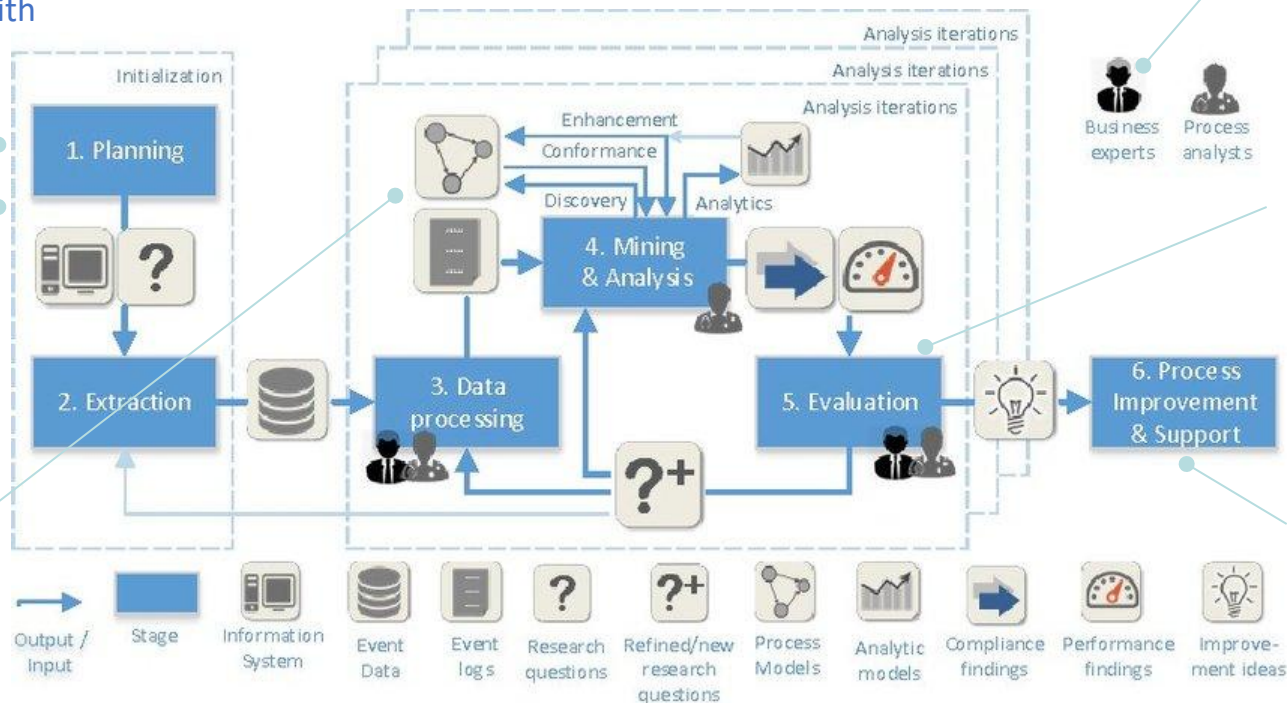 ith
Analysis iterations
Analysis iterations
Analysis iterations
Initialization
Business
experts
Process
analysts
1. Planning
Enhancement
Conformance
Discovery
Analytics
4. Mining
& Analysis
2. Extraction
3. Data
processing
5. Evaluation
6. Process
Improvement
& Support
?
?+
Output /
Input
Stage
Information
System
Event
Data
Event
logs
?
Research
questions
?+
Refined/new
research
questions
Process
Models
Analytic
models
Compliance
findings
Performance
findings
Improve-
ment ideas